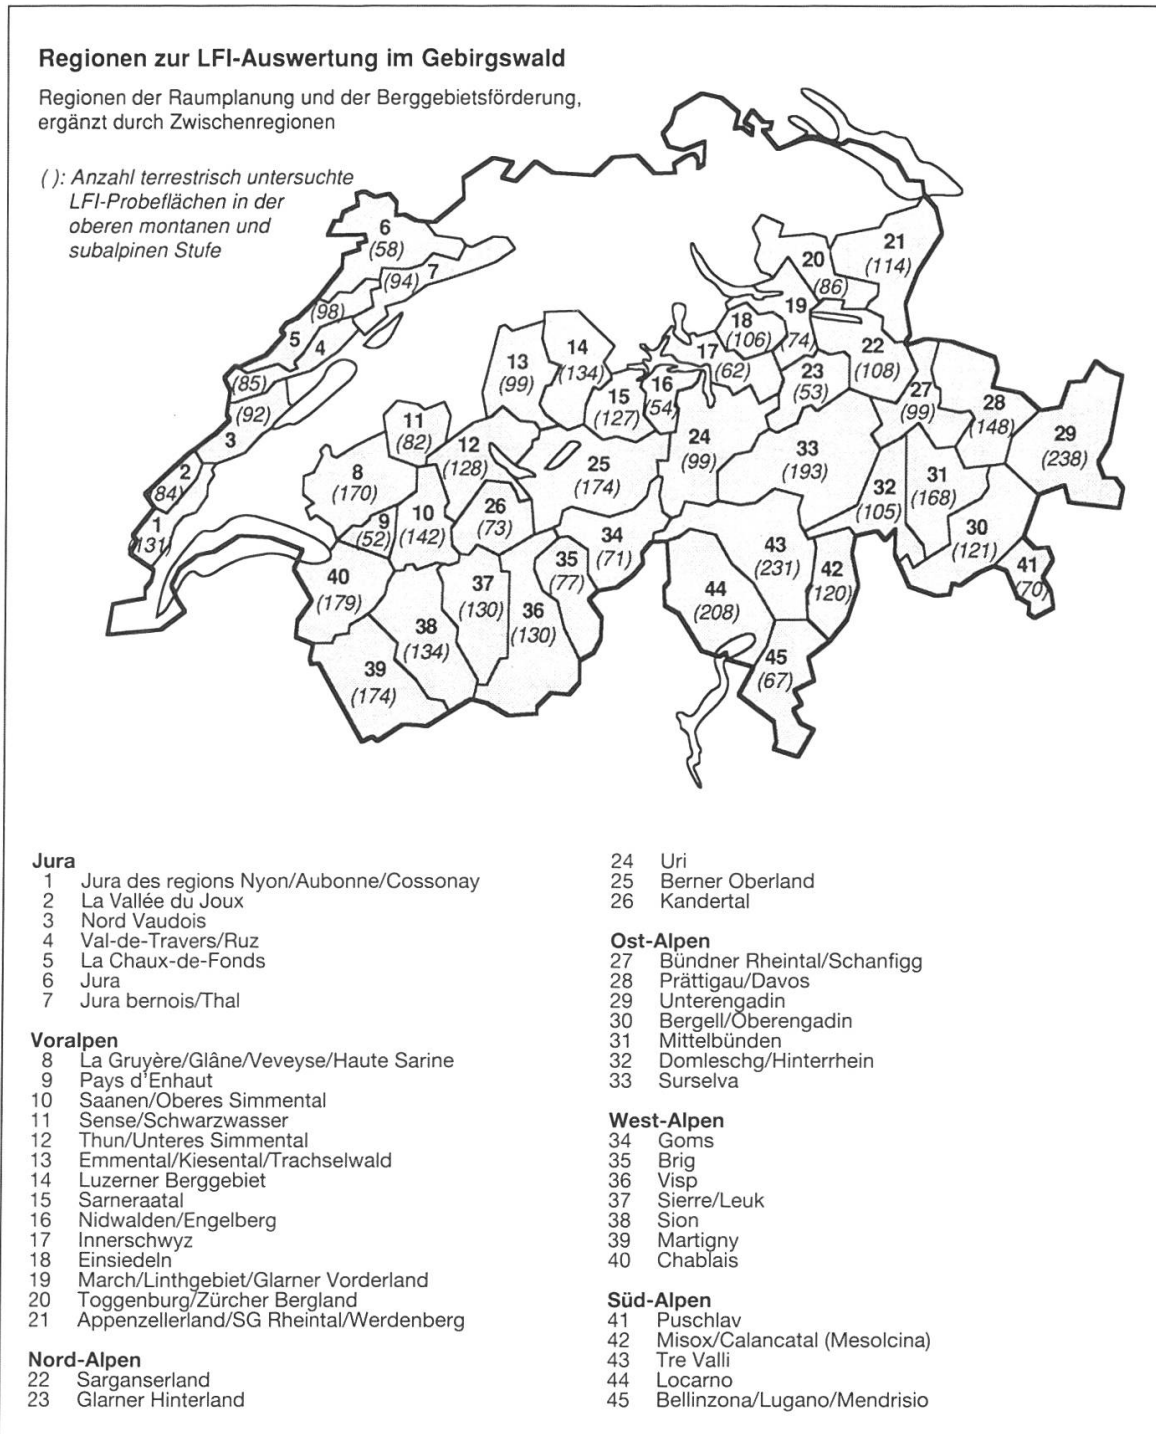 Regionen zur LFI-Auswertung im Gebirgswald
Regionen der Raumplanung und der Berggebietsförderung,
ergänzt durch Zwischenregionen
( ): Anzahl terrestrisch untersuchte
LFI-Probeflächen in der
oberen montanen und
subalpinen Stufe
6
(58)
7
(94)
(98)
5
4
(85)
(92)
3
2
(84)
1
(131)
21
(114)
20
(86)
19
(74)
18
(106)
17
(62)
22
(108)
23
(53)
13
(99)
14
(134)
15
(127)
16
(54)
11
(82)
12
(128)
8
(170)
9
(52)
10
(142)
26
(73)
25
(174)
24
(99)
33
(193)
27
(99)
28
(148)
29
(238)
32
(105)
31
(168)
30
(121)
41
(70)
34
(71)
35
(77)
36
(130)
37
(130)
38
(134)
39
(174)
40
(179)
43
(231)
42
(120)
44
(208)
45
(67)
Jura
1 Jura des regions Nyon/Aubonne/Cossonay
2 La Vallée du Joux
3 Nord Vaudois
4 Val-de-Travers/Ruz
5 La Chaux-de-Fonds
6 Jura
7 Jura bernois/Thal
Voralpen
8 La Gruyère/Glâne/Veveyse/Haute Sarine
9 Pays d'Enhaut
10 Saanen/Oberes Simmental
11 Sense/Schwarzwasser
12 Thun/Unteres Simmental
13 Emmental/Kiesental/Trachselwald
14 Luzerner Berggebiet
15 Sarneraatal
16 Nidwalden/Engelberg
17 Innerschwyz
18 Einsiedeln
19 March/Linthgebiet/Glarner Vorderland
20 Toggenburg/Zürcher Bergland
21 Appenzellerland/SG Rheintal/Werdenberg
Nord-Alpen
22 Sarganserland
23 Glarner Hinterland
24 Uri
25 Berner Oberland
26 Kandertal
Ost-Alpen
27 Bündner Rheintal/Schanfigg
28 Prättigau/Davos
29 Unterengadin
30 Bergell/Oberengadin
31 Mittelbünden
32 Domleschg/Hinterrhein
33 Surselva
West-Alpen
34 Goms
35 Brig
36 Visp
37 Sierre/Leuk
38 Sion
39 Martigny
40 Chablais
Süd-Alpen
41 Puschlav
42 Misox/Calancatal (Mesolcina)
43 Tre Valli
44 Locarno
45 Bellinzona/Lugano/Mendrisio